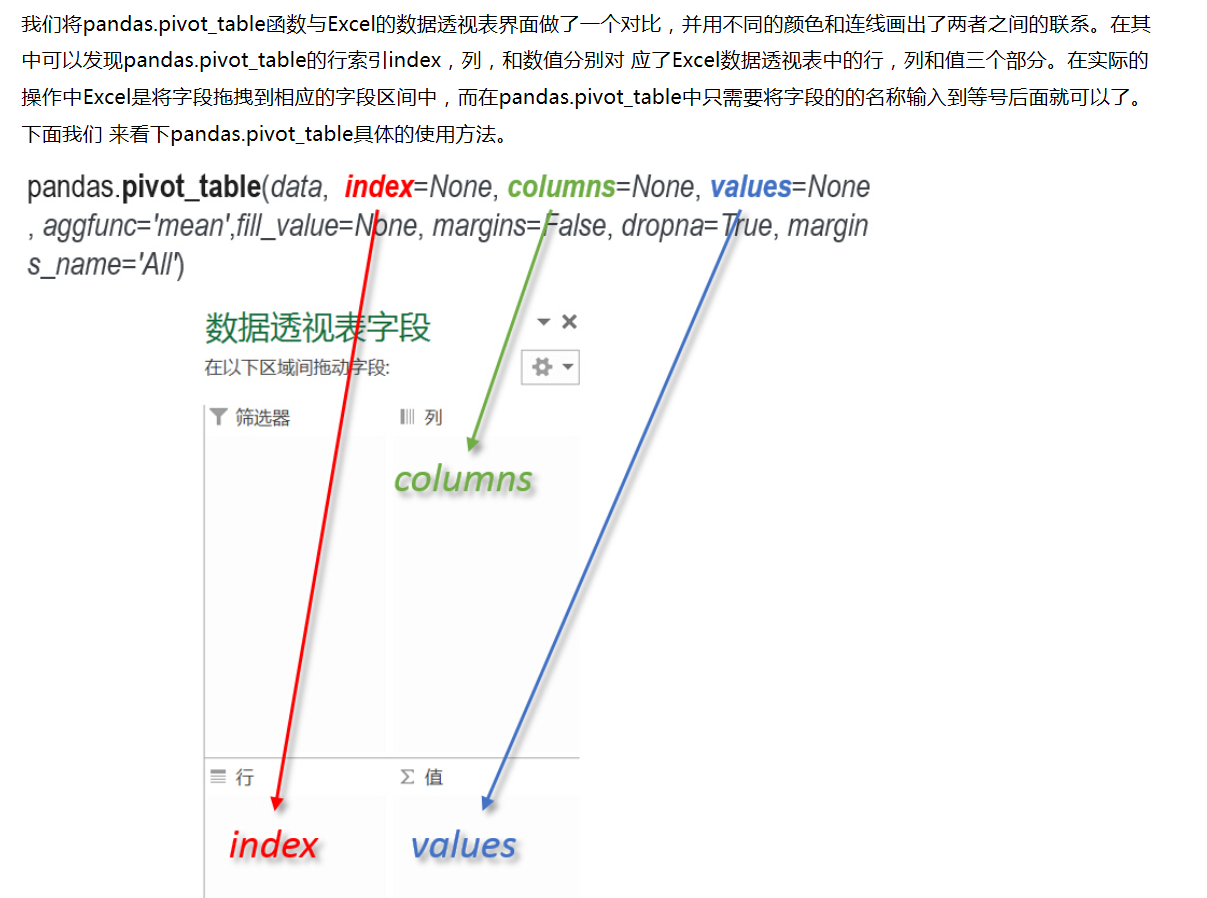 我们将pandas.pivot_table函数与Excel的数据透视表界面做了一个对比，并用不同的颜色和连线画出了两者之间的联系。在其
中可以发现pandas.pivot_table的行索引index，列，和数值分别对 应了Excel数据透视表中的行，列和值三个部分。在实际的
操作中Excel是将字段拖拽到相应的字段区间中，而在pandas.pivot_table中只需要将字段的的名称输入到等号后面就可以了。
下面我们 来看下pandas.pivot_table具体的使用方法。
pandas.pivot_table(data, index=None, columns=None, values=None
, aggfunc='mean',fill_value=None, margins=False, dropna=True, margin
s_name='All')
数据透视表字段
在以下区域间拖动字段:
筛选器
列
columns
行
Σ 值
index
values